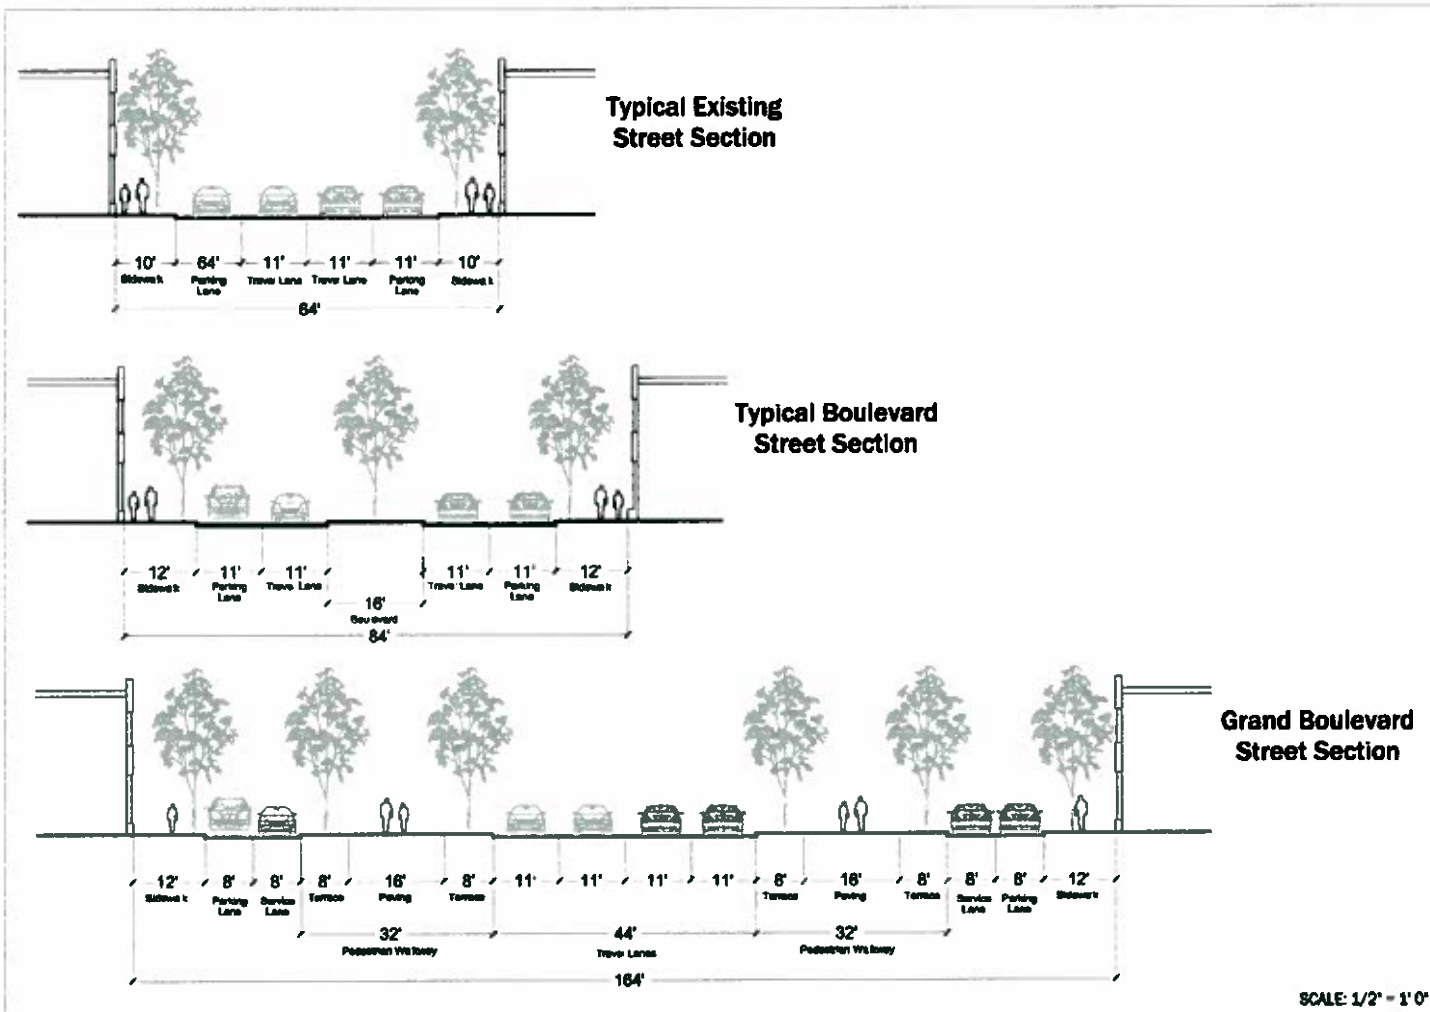 Typical Existing
Street Section
10' 64' 11' 11' 11' 10'
Sidewalk Parking Lane Travel Lane Travel Lane Parking Lane Sidewalk
64'
Typical Boulevard
Street Section
12' 11' 11' 11' 11' 12'
Sidewalk Parking Lane Travel Lane Travel Lane Parking Lane Sidewalk
16'
Boulevard
84'
Grand Boulevard
Street Section
12' 8' 8' 8' 16' 8' 11' 11' 11' 11' 8' 16' 8' 8' 8' 12'
Sidewalk Parking Lane Service Lane Terrace Paving Terrace Terrace Paving Terrace Service Lane Parking Lane Sidewalk
32' 44' 32'
Pedestrian Walkway Travel Lanes Pedestrian Walkway
164'
SCALE: 1/2" = 1' 0"